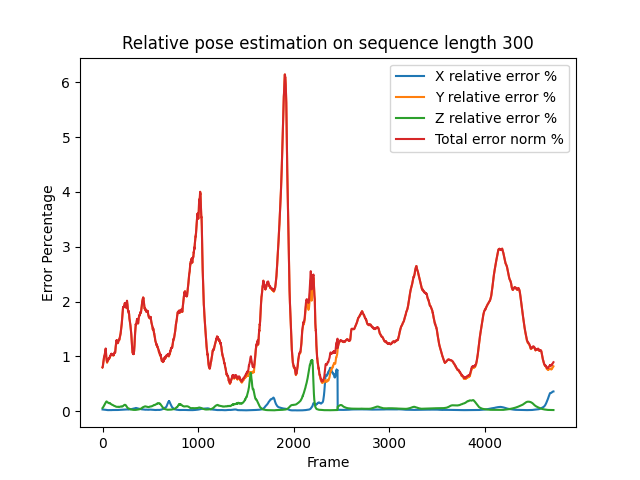 Relative pose estimation on sequence length 300
X relative error %
Y relative error %
Z relative error %
Total error norm %
Error Percentage
6
5
4
3
2
1
0
0 1000 2000 3000 4000
Frame